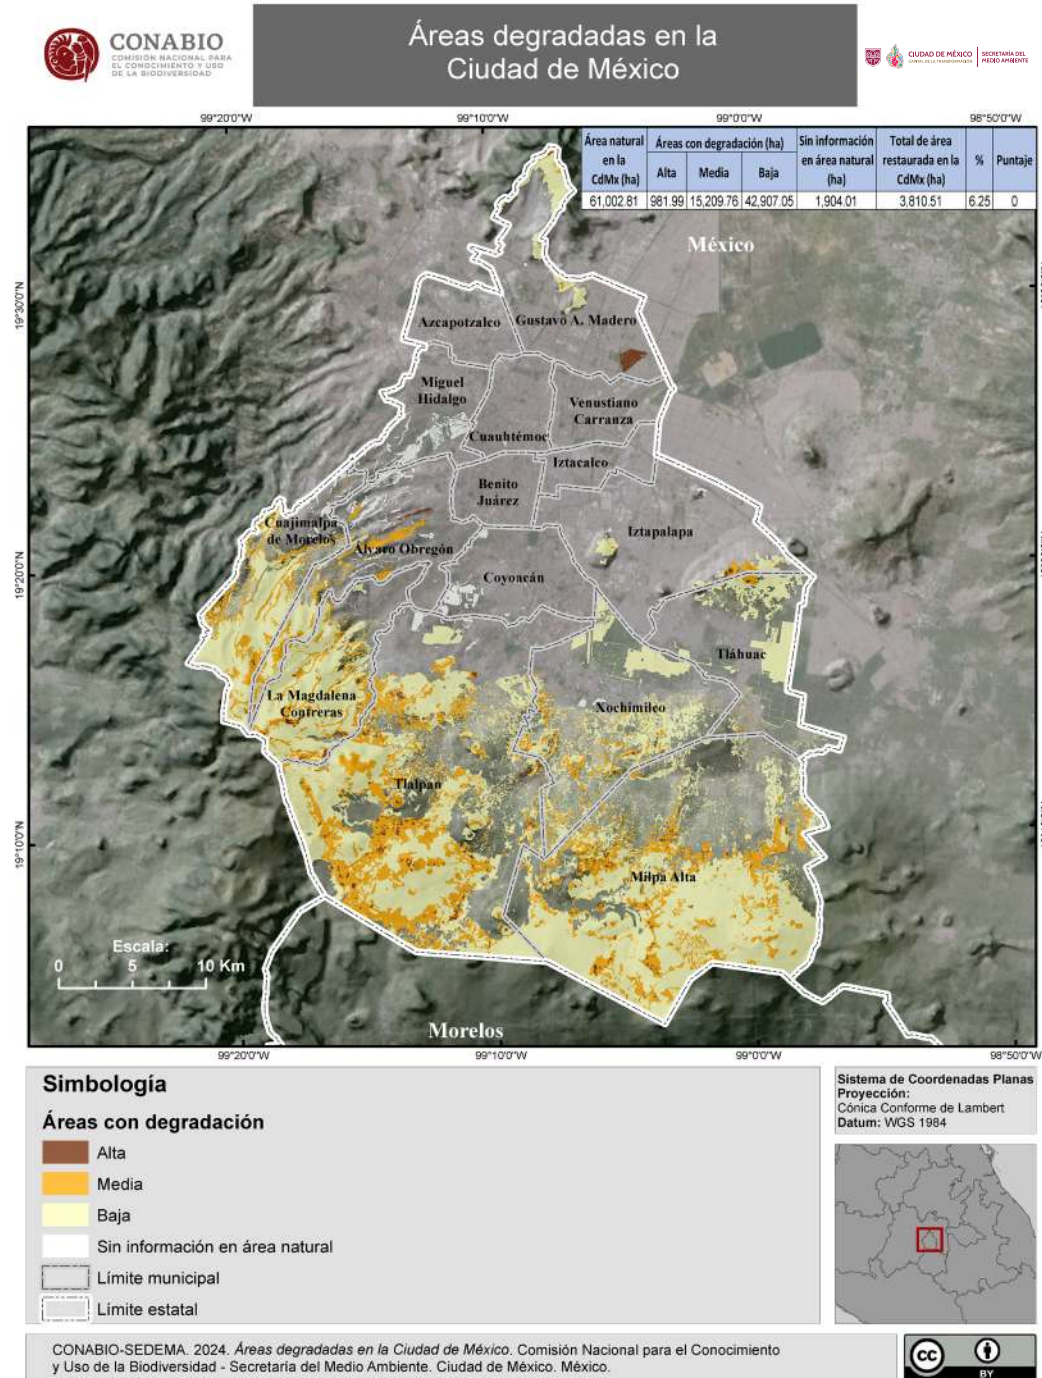 CONABIO
COMISIÓN NACIONAL PARA
EL CONOCIMIENTO Y USO
DE LA BIODIVERSIDAD
Áreas degradadas en la
Ciudad de México
CIUDAD DE MÉXICO
CAPITAL DE LA TRANSFORMACIÓN
SECRETARÍA DEL
MEDIO AMBIENTE
99°20'0"W
99°10'0"W
99°0'0"W
98°50'0"W
Área natural en la CdMx (ha)
Áreas con degradación (ha)
Alta
Media
Baja
Sin información en área natural (ha)
Total de área restaurada en la CdMx (ha)
%
Puntaje
61,002.81
981.99
15,209.76
42,907.05
1,904.01
3,810.51
6.25
0
México
19°30'0"N
Azcapotzalco
Gustavo A. Madero
Miguel
Hidalgo
Venustiano
Carranza
Cuauhtémoc
Iztacalco
Benito
Juárez
Cuajimalpa
de Morelos
Iztapalapa
Álvaro Obregón
19°20'0"N
Coyoacán
Tláhuac
La Magdalena
Contreras
Xochimilco
Tlalpan
19°10'0"N
Milpa Alta
Escala:
0 5 10 Km
Morelos
99°20'0"W
99°10'0"W
99°0'0"W
98°50'0"W
Simbología
Áreas con degradación
Alta
Media
Baja
Sin información en área natural
Límite municipal
Límite estatal
Sistema de Coordenadas Planas
Proyección:
Cónica Conforme de Lambert
Datum: WGS 1984
CONABIO-SEDEMA. 2024. Áreas degradadas en la Ciudad de México. Comisión Nacional para el Conocimiento
y Uso de la Biodiversidad - Secretaría del Medio Ambiente. Ciudad de México. México.
cc
BY